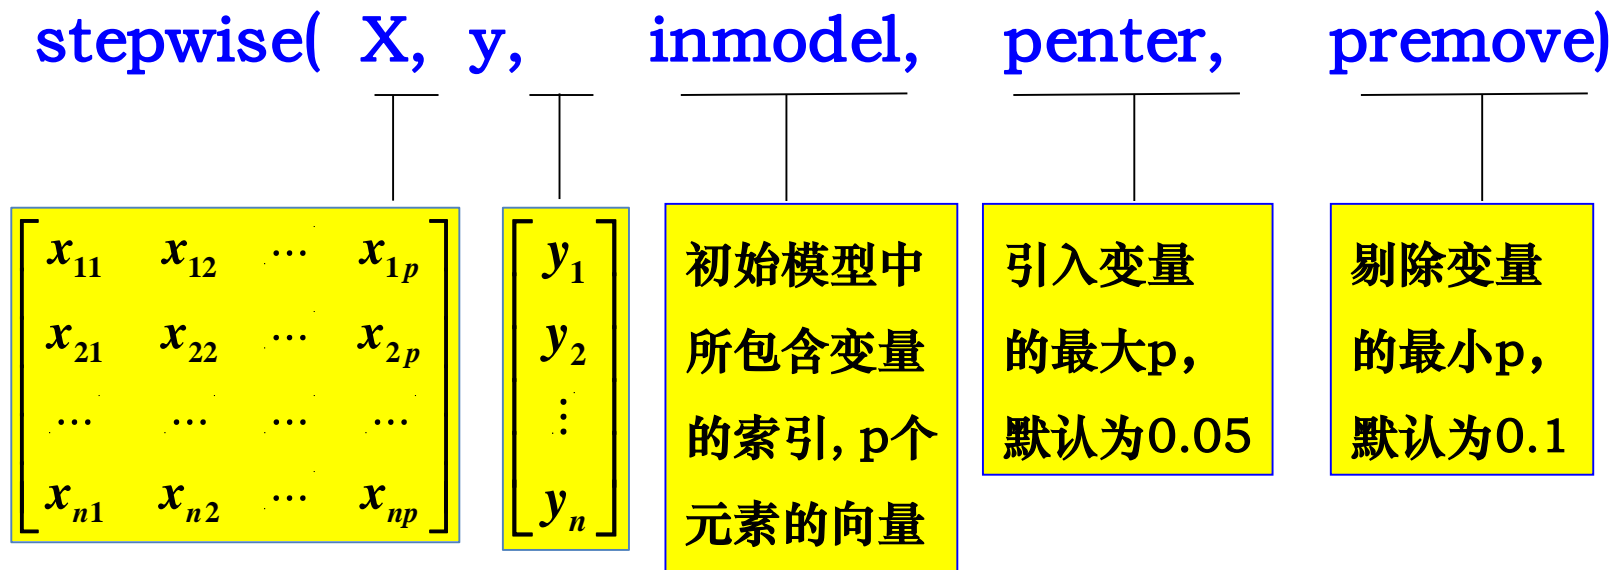 stepwise( X, y, inmodel, penter, premove)
x11 x12 … x1p
x21 x22 … x2p
… … … …
xn1 xn2 … xnp
y1
y2
⋮
yn
初始模型中
所包含变量
的索引, p个
元素的向量
引入变量
的最大p,
默认为0.05
剔除变量
的最小p,
默认为0.1